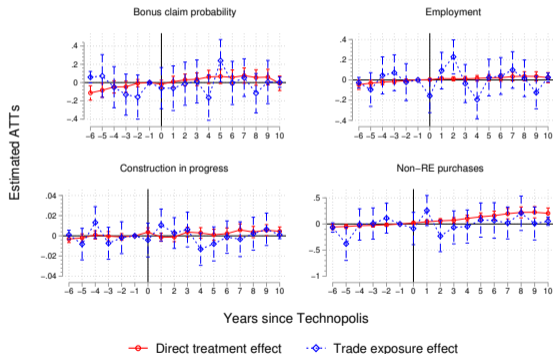 Bonus claim probability
.4
.2
0
-.2
-.4
-6 -5 -4 -3 -2 -1 0 1 2 3 4 5 6 7 8 9 10
Employment
.4
.2
0
-.2
-.4
-6 -5 -4 -3 -2 -1 0 1 2 3 4 5 6 7 8 9 10
Estimated ATTs
Construction in progress
.04
.02
0
-.02
-.04
-6 -5 -4 -3 -2 -1 0 1 2 3 4 5 6 7 8 9 10
Non-RE purchases
.5
0
-.5
-1
-6 -5 -4 -3 -2 -1 0 1 2 3 4 5 6 7 8 9 10
Years since Technopolis
Direct treatment effect
Trade exposure effect